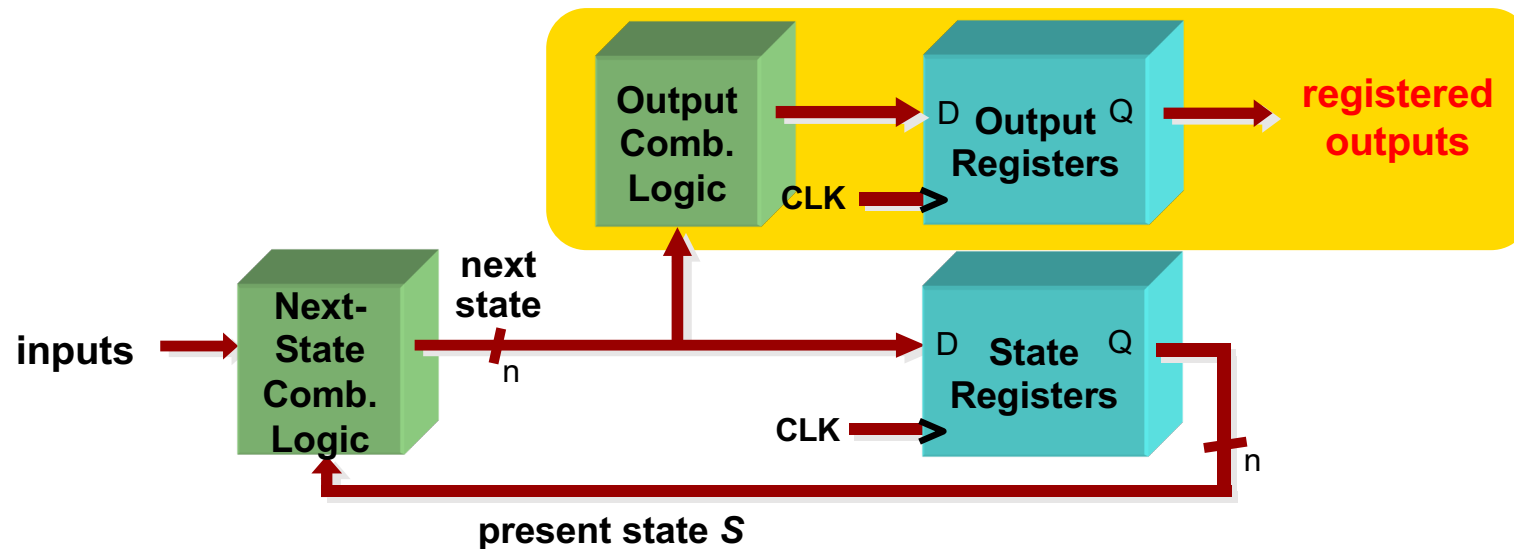 Output
Comb.
Logic
D Output Q
Registers
CLK
registered
outputs
inputs
Next-
State
Comb.
Logic
next
state
n
D State Q
Registers
CLK
n
present state S